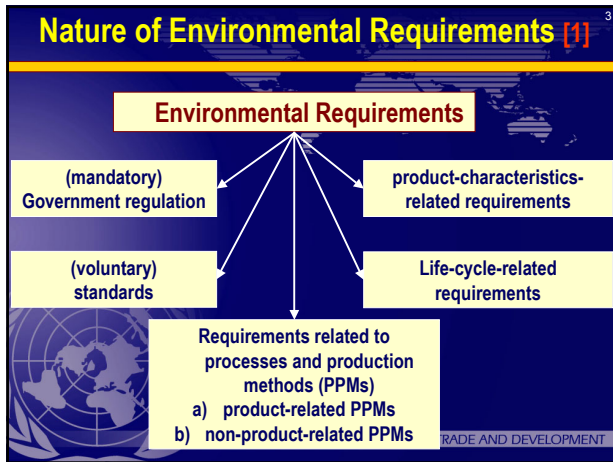 3
Nature of Environmental Requirements [1]
Environmental Requirements
(mandatory)
Government regulation
product-characteristics-
related requirements
(voluntary)
standards
Life-cycle-related
requirements
Requirements related to
processes and production
methods (PPMs)
a) product-related PPMs
b) non-product-related PPMs
TRADE AND DEVELOPMENT